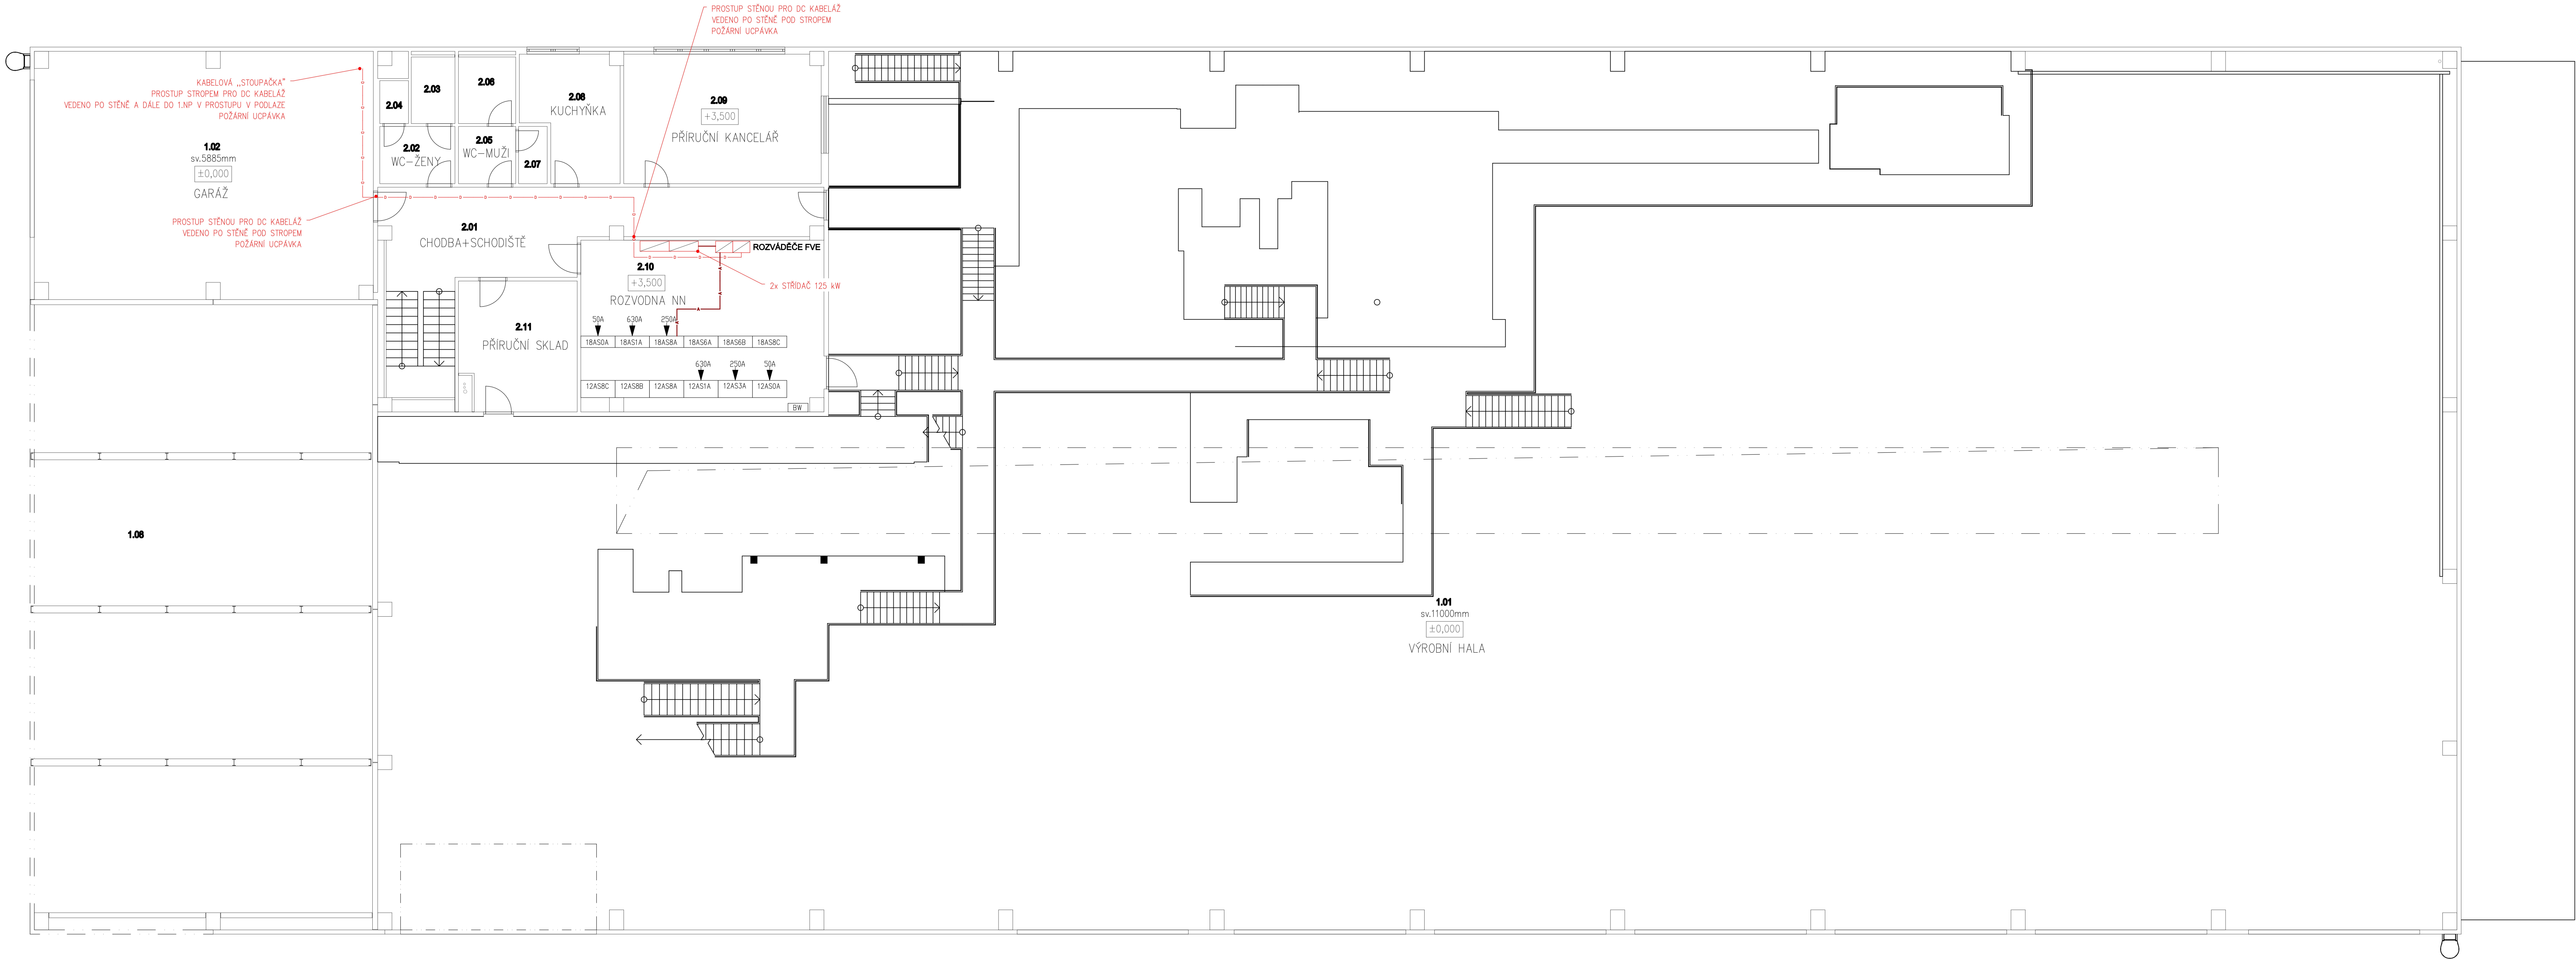 PROSTUP STĚNOU PRO DC KABELÁŽ
VEDENO PO STĚNĚ POD STROPEM
POŽÁRNÍ UCPÁVKA
KABELOVÁ „STOUPAČKA“
PROSTUP STROPEM PRO DC KABELÁŽ
VEDENO PO STĚNĚ A DÁLE DO 1.NP V PROSTUPU V PODLAZE
POŽÁRNÍ UCPÁVKA
1.02
sv.5885mm
±0,000
GARÁŽ
PROSTUP STĚNOU PRO DC KABELÁŽ
VEDENO PO STĚNĚ POD STROPEM
POŽÁRNÍ UCPÁVKA
2.04
2.03
2.06
2.02
WC-ŽENY
2.05
WC-MUŽI
2.07
2.08
KUCHYŇKA
2.09
+3,500
PŘÍRUČNÍ KANCELÁŘ
2.01
CHODBA+SCHODIŠTĚ
ROZVÁDĚČE FVE
2.10
+3,500
ROZVODNA NN
2x STŘÍDAČ 125 kW
2.11
PŘÍRUČNÍ SKLAD
50A 630A 250A
18AS0A 18AS1A 18AS8A 18AS6A 18AS6B 18AS8C
630A 250A 50A
12AS8C 12AS8B 12AS8A 12AS1A 12AS3A 12AS0A
BW
1.08
1.01
sv.11000mm
±0,000
VÝROBNÍ HALA